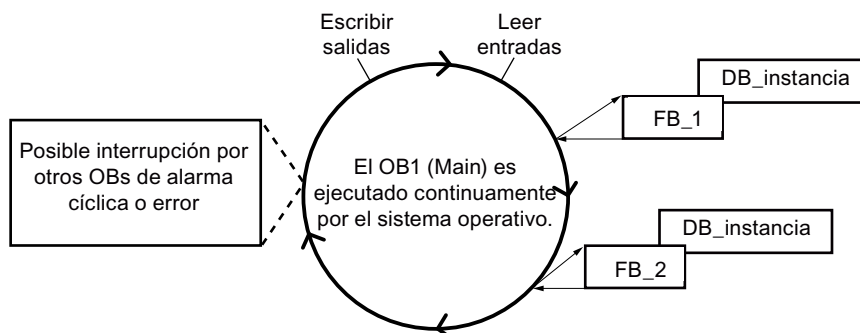 Escribir
salidas
Leer
entradas
DB_instancia
FB_1
Posible interrupción por
otros OBs de alarma
cíclica o error
El OB1 (Main) es
ejecutado continuamente
por el sistema operativo.
DB_instancia
FB_2